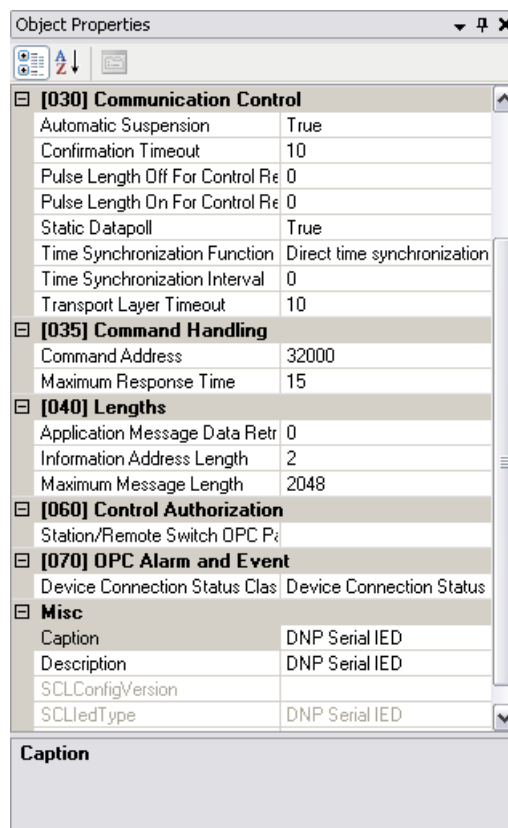 Object Properties
[030] Communication Control
Automatic Suspension True
Confirmation Timeout 10
Pulse Length Off For Control Re 0
Pulse Length On For Control Re 0
Static Datapoll True
Time Synchronization Function Direct time synchronization
Time Synchronization Interval 0
Transport Layer Timeout 10
[035] Command Handling
Command Address 32000
Maximum Response Time 15
[040] Lengths
Application Message Data Retr 0
Information Address Length 2
Maximum Message Length 2048
[060] Control Authorization
Station/Remote Switch OPC Pa
[070] OPC Alarm and Event
Device Connection Status Clas Device Connection Status
Misc
Caption DNP Serial IED
Description DNP Serial IED
SCLConfigVersion
SCLIedType DNP Serial IED
Caption